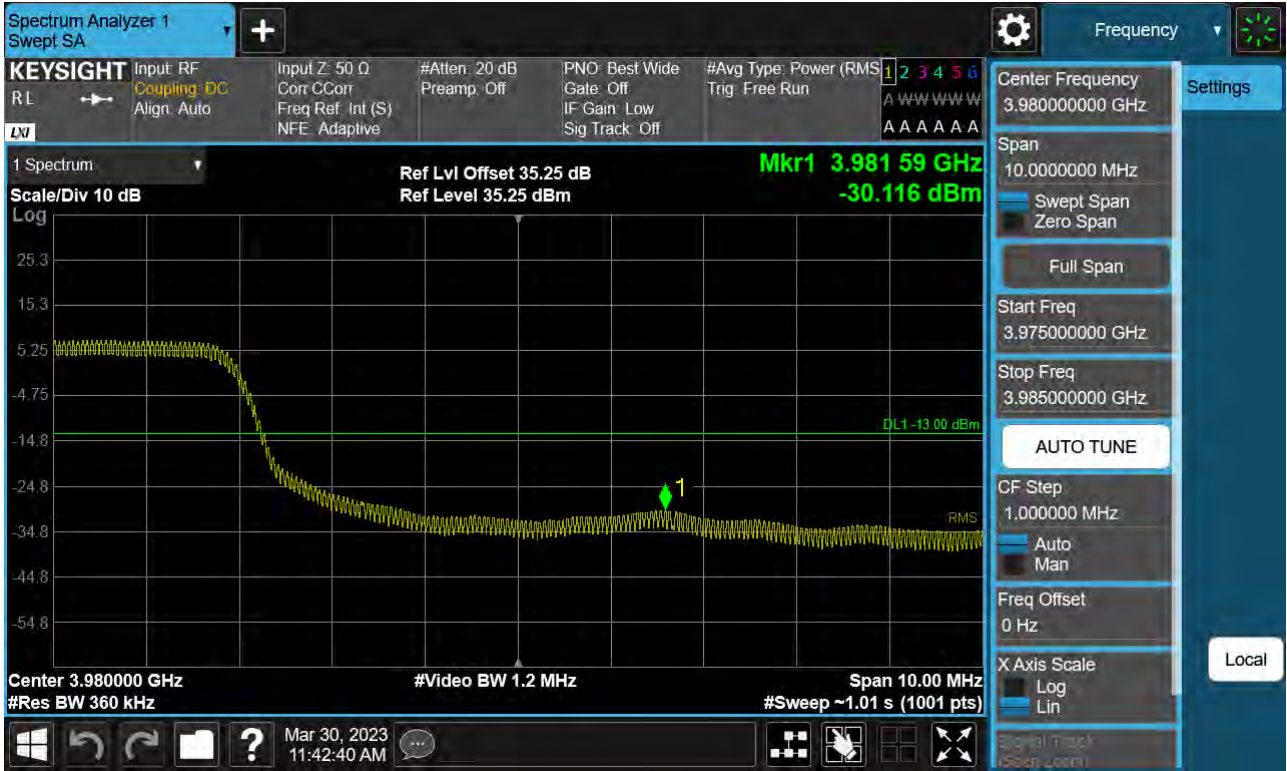 Spectrum Analyzer 1
Swept SA
Frequency
KEYSIGHT
RL
LXI
Input: RF
Coupling: DC
Align: Auto
Input Z: 50 Ω
Corr CCorr
Freq Ref: Int (S)
NFE: Adaptive
#Atten: 20 dB
Preamp: Off
PNO: Best Wide
Gate: Off
IF Gain: Low
Sig Track: Off
#Avg Type: Power (RMS
Trig: Free Run
1 2 3 4 5 6
A W W W W W
A A A A A A
1 Spectrum
Scale/Div 10 dB
Log
Ref Lvl Offset 35.25 dB
Ref Level 35.25 dBm
Mkr1 3.981 59 GHz
-30.116 dBm
25.3
15.3
5.25
-4.75
-14.8
-24.8
-34.8
-44.8
-54.8
DL1 -13.00 dBm
1
RMS
Center 3.980000 GHz
#Res BW 360 kHz
#Video BW 1.2 MHz
Span 10.00 MHz
#Sweep ~1.01 s (1001 pts)
Center Frequency
3.980000000 GHz
Settings
Span
10.0000000 MHz
Swept Span
Zero Span
Full Span
Start Freq
3.975000000 GHz
Stop Freq
3.985000000 GHz
AUTO TUNE
CF Step
1.000000 MHz
Auto
Man
Freq Offset
0 Hz
X Axis Scale
Log
Lin
Local
Signal Track
(Span Zoom)
Mar 30, 2023
11:42:40 AM